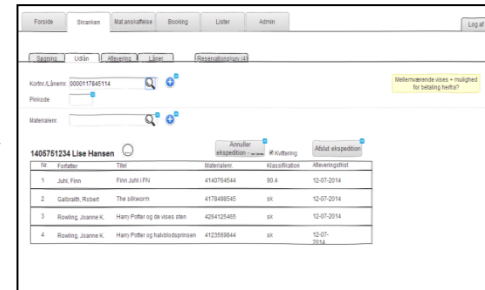 Forside Skranken Mat.anskaffelse Booking Lister Admin
Log af
Søgning Udlån Aflevering Låner Reservationskurv (4)
Kortnr./Lånernr. 0000117845114
Mellemværende vises + mulighed
for betaling herfra?
Pinkode
Materialenr.
1405751234 Lise Hansen
Annuller
ekspedition -
Kvittering
Afslut ekspedition
Nr. Forfatter Titel Materialenr. Klassifikation Afleveringsfrist
1 Juhl, Finn Finn Juhl i FN 4140764544 90.4 12-07-2014
2 Galbraith, Robert The silkworm 4178498545 sk 12-07-2014
3 Rowling, Joanne K. Harry Potter og de vises sten 4264125465 sk 12-07-2014
4 Rowling, Joanne K. Harry Potter og halvblodsprinsen 4123569844 sk 12-07-
2014